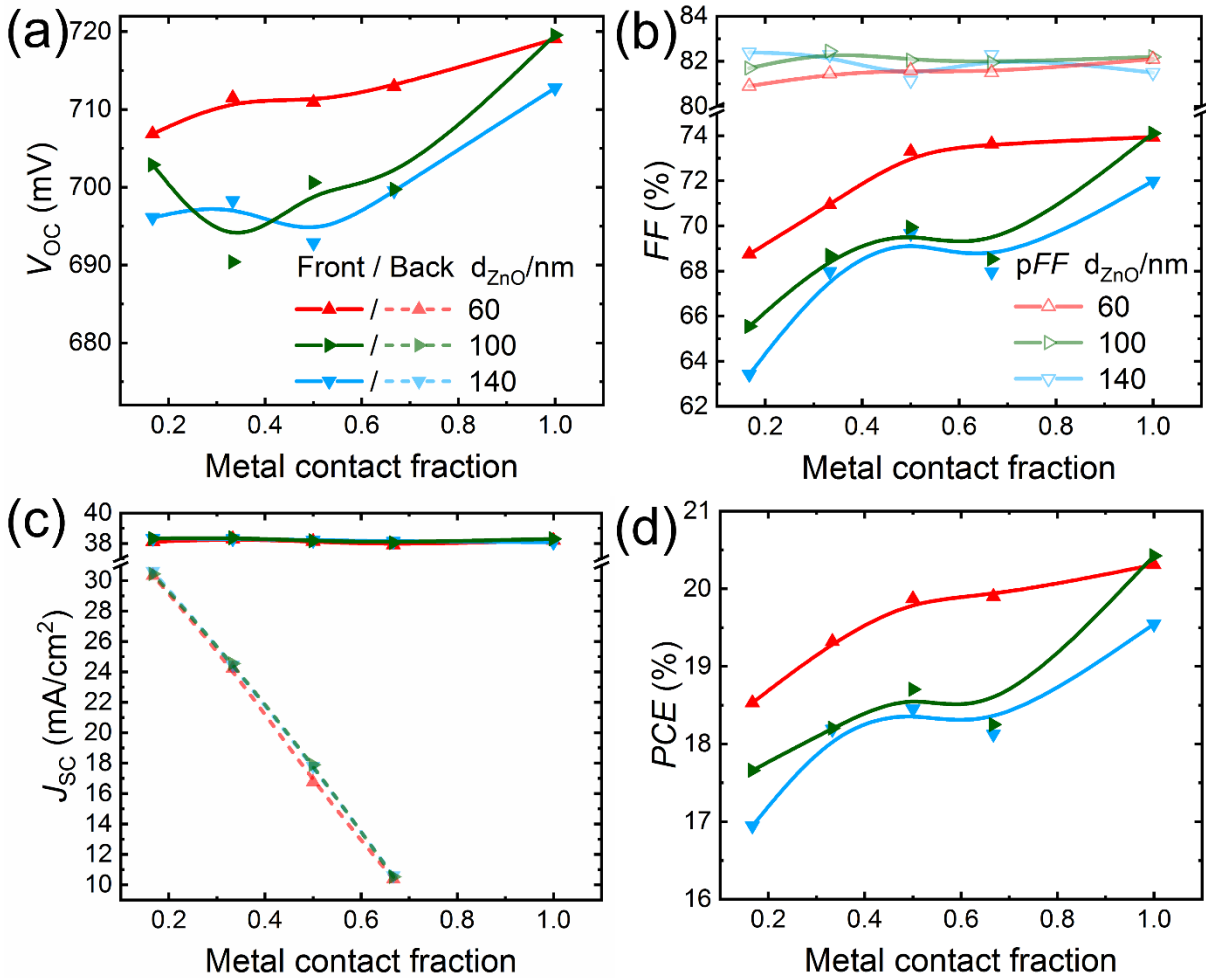 (a)
720
710
700
690
680
V_OC (mV)
Front / Back d_ZnO/nm
/ 60
/ 100
/ 140
0.2 0.4 0.6 0.8 1.0
Metal contact fraction
(b)
84
82
80
74
72
70
68
66
64
62
FF (%)
pFF d_ZnO/nm
60
100
140
0.2 0.4 0.6 0.8 1.0
Metal contact fraction
(c)
40
38
30
28
26
24
22
20
18
16
14
12
10
J_SC (mA/cm²)
0.2 0.4 0.6 0.8 1.0
Metal contact fraction
(d)
21
20
19
18
17
16
PCE (%)
0.2 0.4 0.6 0.8 1.0
Metal contact fraction